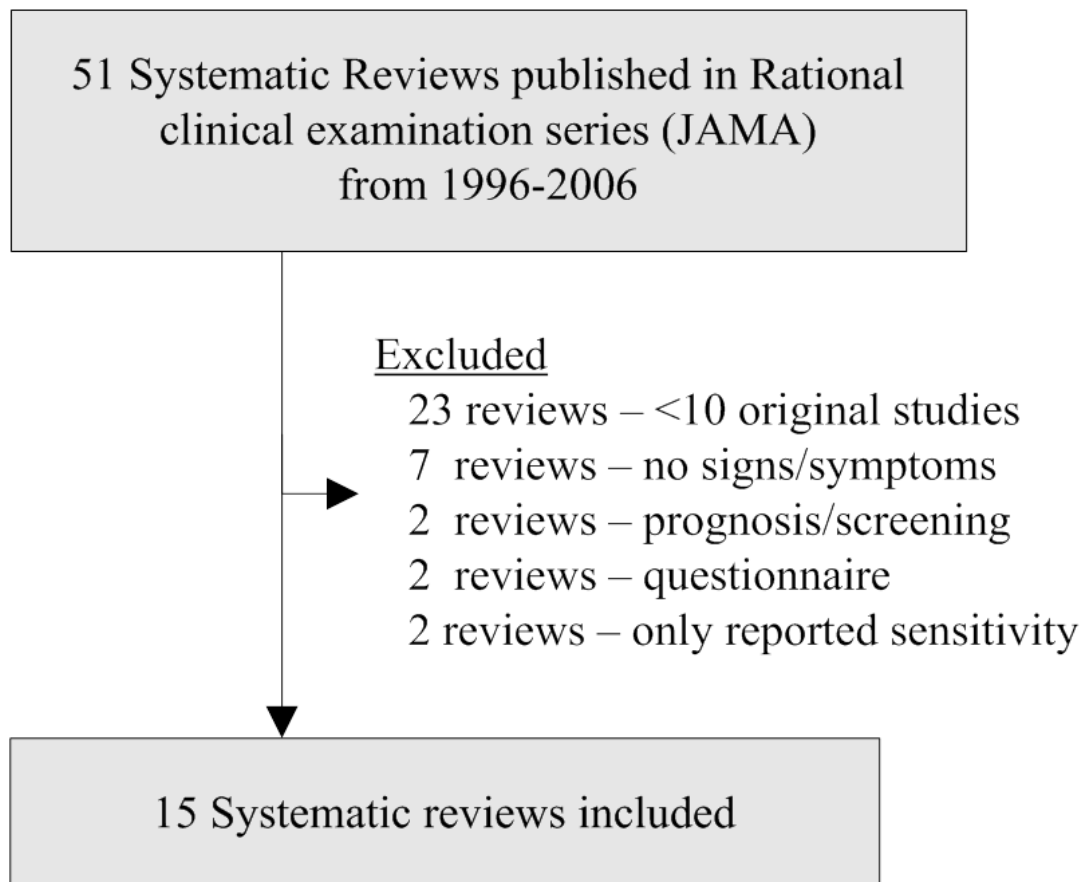 51 Systematic Reviews published in Rational
clinical examination series (JAMA)
from 1996-2006
Excluded
23 reviews – <10 original studies
7 reviews – no signs/symptoms
2 reviews – prognosis/screening
2 reviews – questionnaire
2 reviews – only reported sensitivity
15 Systematic reviews included